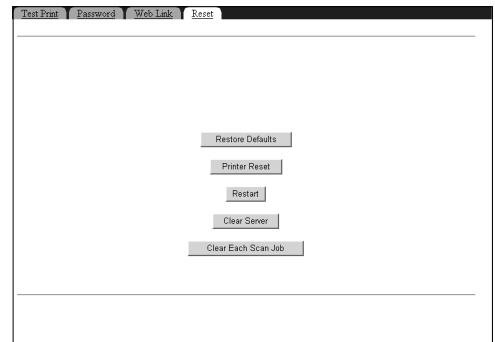 Test Print Password Web Link Reset
Restore Defaults
Printer Reset
Restart
Clear Server
Clear Each Scan Job